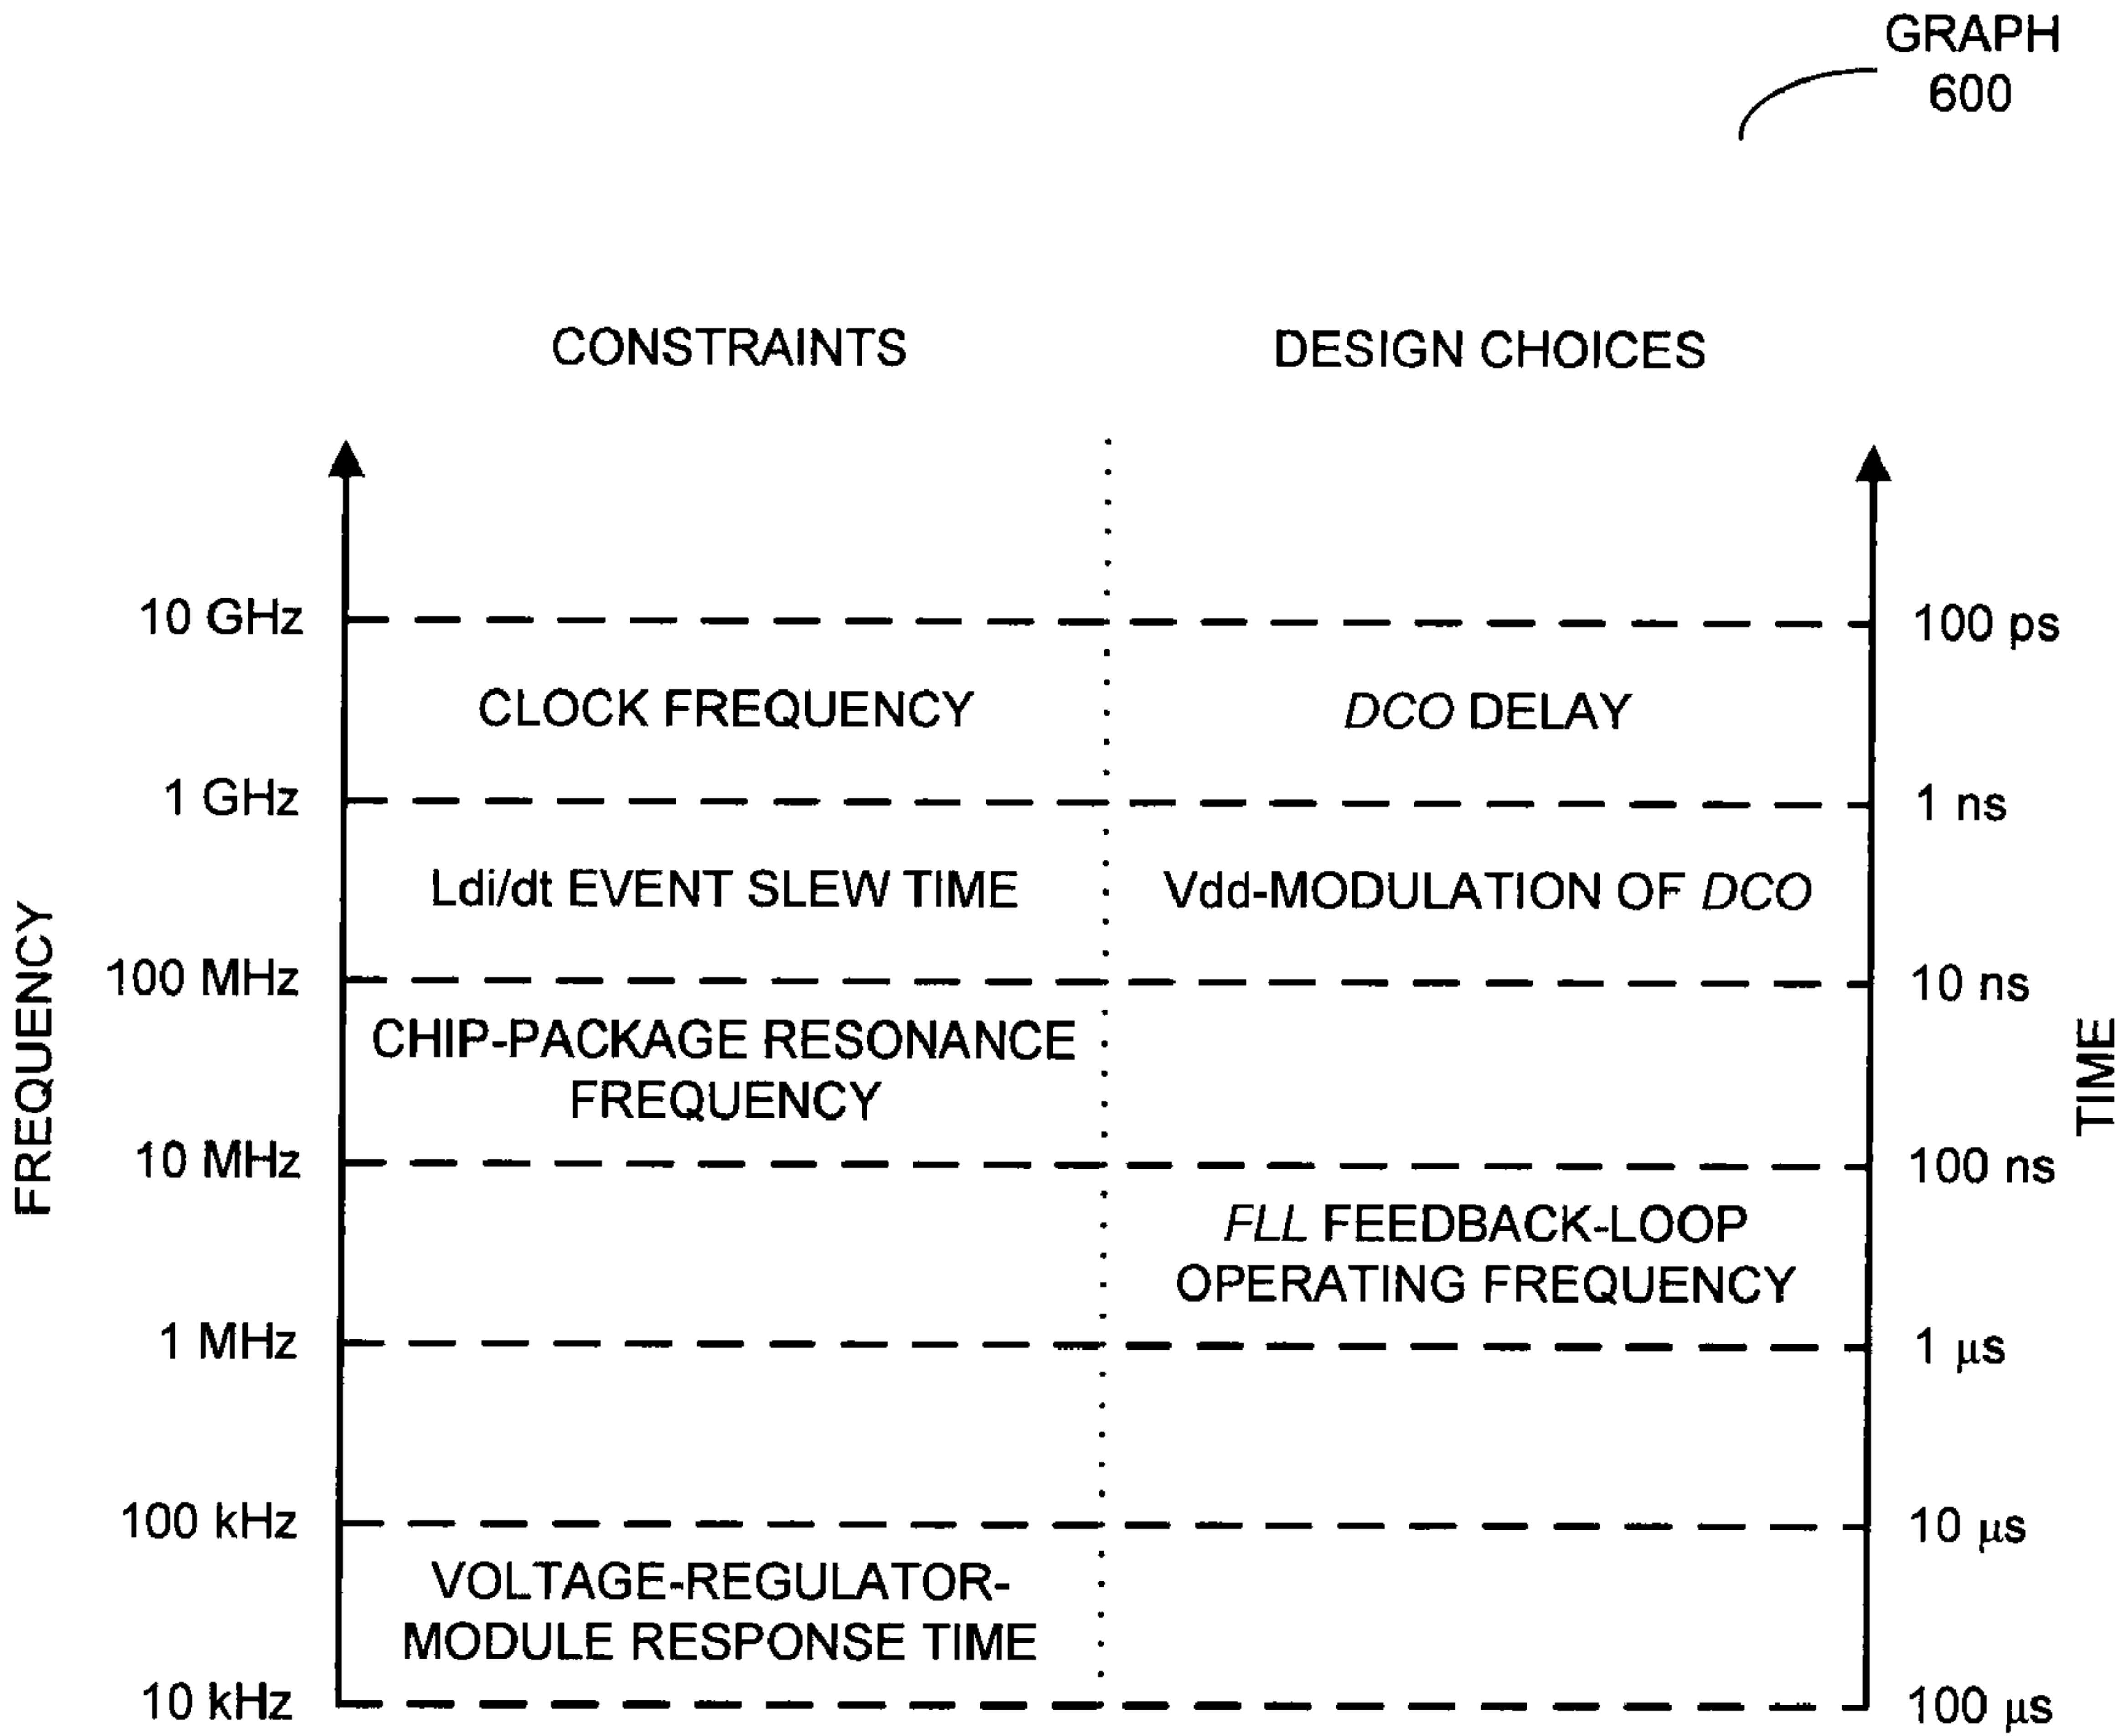 GRAPH
600
CONSTRAINTS
DESIGN CHOICES
10 GHz
100 ps
CLOCK FREQUENCY
DCO DELAY
1 GHz
1 ns
Ldi/dt EVENT SLEW TIME
Vdd-MODULATION OF DCO
100 MHz
10 ns
CHIP-PACKAGE RESONANCE
FREQUENCY
10 MHz
100 ns
FLL FEEDBACK-LOOP
OPERATING FREQUENCY
1 MHz
1 μs
100 kHz
10 μs
VOLTAGE-REGULATOR-
MODULE RESPONSE TIME
10 kHz
100 μs
FREQUENCY
TIME